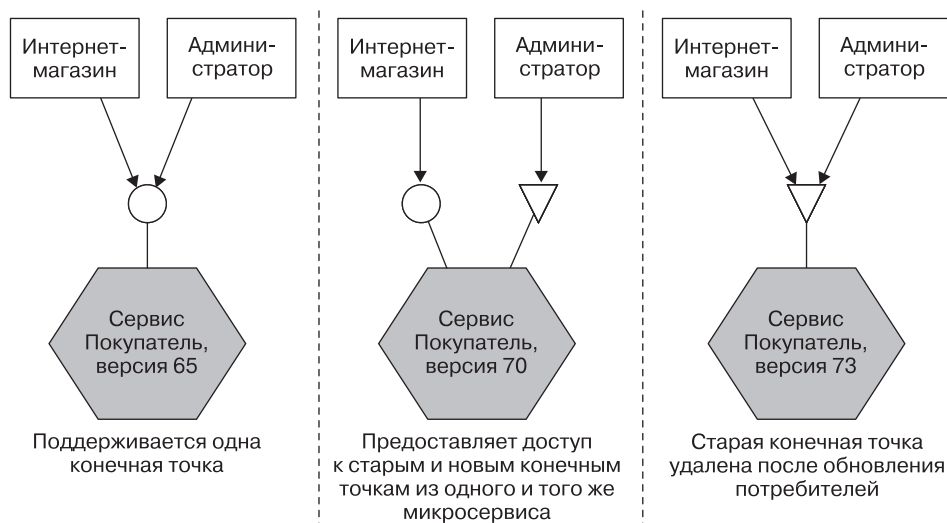 Интернет-
магазин
Админи-
стратор
Сервис
Покупатель,
версия 65
Поддерживается одна
конечная точка
Интернет-
магазин
Админи-
стратор
Сервис
Покупатель,
версия 70
Предоставляет доступ
к старым и новым конечным
точкам из одного и того же
микросервиса
Интернет-
магазин
Админи-
стратор
Сервис
Покупатель,
версия 73
Старая конечная точка
удалена после обновления
потребителей